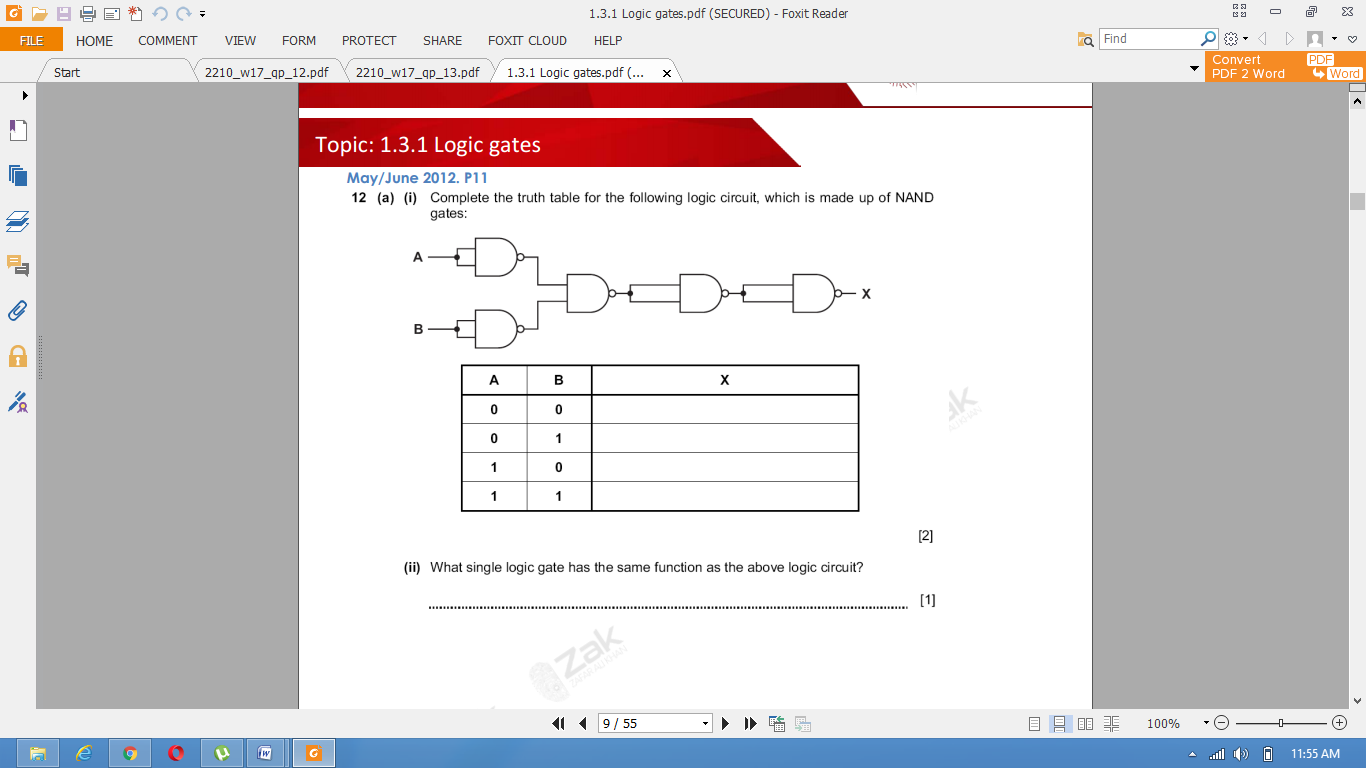 1.3.1 Logic gates.pdf (SECURED) - Foxit Reader
FILE HOME COMMENT VIEW FORM PROTECT SHARE FOXIT CLOUD HELP Find
Start 2210_w17_qp_12.pdf 2210_w17_qp_13.pdf 1.3.1 Logic gates.pdf (...
Convert PDF
PDF 2 Word Word
Topic: 1.3.1 Logic gates
May/June 2012. P11
12 (a) (i) Complete the truth table for the following logic circuit, which is made up of NAND
gates:
A
X
B
A B X
0 0
0 1
1 0
1 1
[2]
(ii) What single logic gate has the same function as the above logic circuit?
[1]
Zak
ZAFAR ALI KHAN
9 / 55
100%
11:55 AM